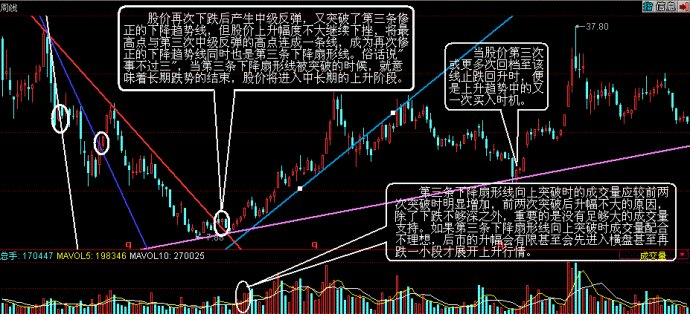 周线
指标
信息
股价再次下跌后产生中级反弹，又突破了第三条修
正的下降趋势线，但股价上升幅度不大继续下挫，将最
高点与第三次中级反弹的高点连成一条线，成为再次修
正的下降趋势线同时也是第三条下降扇形线。俗话说“
事不过三”，当第三条下降扇形线被突破的时候，就意
味着长期跌势的结束，股价将进入中长期的上升阶段。
37.80
当股价第三次
或更多次回档至该
线止跌回升时，便
是上升趋势中的又
一次买入时机。
第三条下降扇形线向上突破时的成交量应较前两
次突破时明显增加，前两次突破后升幅不大的原因，
除了下跌不够深之外，重要的是没有足够大的成交量
支持。如果第三条下降扇形线向上突破时成交量配合
不理想，后市的升幅会有限甚至会先进入横盘甚至再
跌一小段才展开上升行情。
q
q
总手: 170447 MAVOL5: 198346 MAVOL10: 270025
成交量